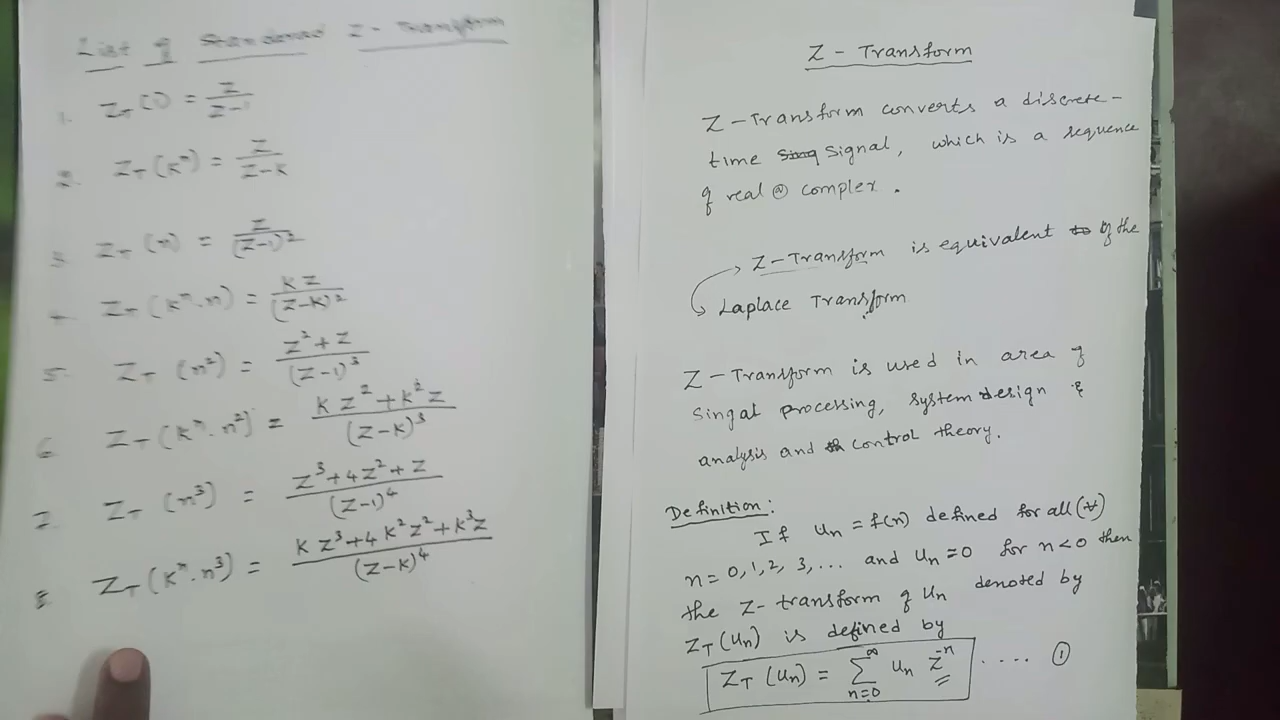 List of Standared Z - Transform
1. Z_T (1) = z/(z-1)
2. Z_T (k^n) = z/(z-k)
3. Z_T (n) = z/(z-1)^2
4. Z_T (k^n . n) = kz/(z-k)^2
5. Z_T (n^2) = (z^2+z)/(z-1)^3
6. Z_T (k^n . n^2) = (kz^2+k^2z)/(z-k)^3
7. Z_T (n^3) = (z^3+4z^2+z)/(z-1)^4
8. Z_T (k^n . n^3) = (kz^3+4k^2z^2+k^3z)/(z-k)^4
Z - Transform
Z - Transform converts a discrete -
time Sing Signal, which is a sequence
of real or complex .
Z - Transform is equivalent to of the
Laplace Transform
Z - Transform is used in area of
Singal processing, system design &
analysis and control theory.
Definition :
If u_n = f(n) defined for all (∀)
n = 0, 1, 2, 3, ... and u_n = 0 for n < 0 then
the Z - transform of u_n denoted by
Z_T (u_n) is defined by
Z_T (u_n) = ∑_{n=0}^∞ u_n z^{-n} .... ①